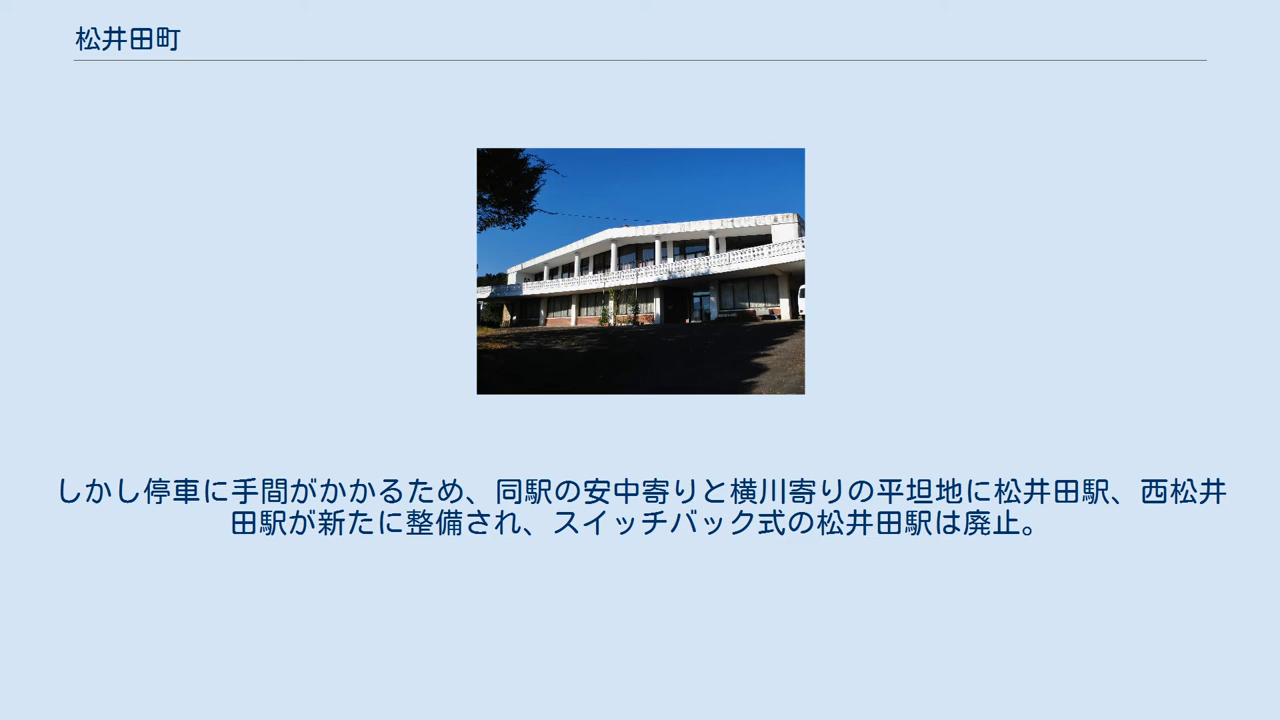 松井田町
しかし停車に手間がかかるため、同駅の安中寄りと横川寄りの平坦地に松井田駅、西松井
田駅が新たに整備され、スイッチバック式の松井田駅は廃止。